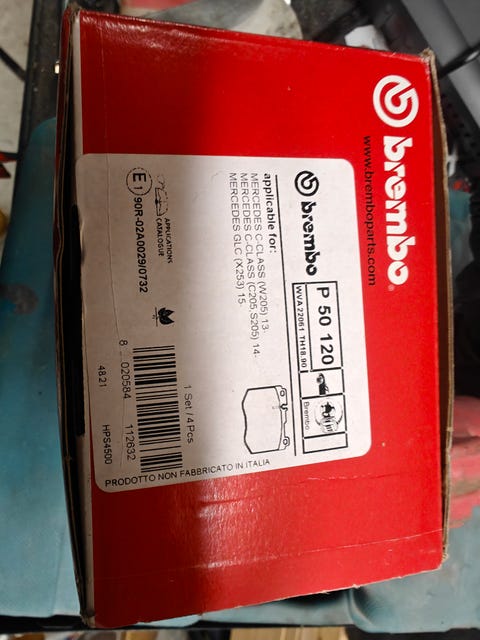 brembo®
www.bremboparts.com
brembo
P 50 120
WVA 22061 TH18.90
Brembo
applicable for:
MERCEDES C-CLASS (W205) 13-
MERCEDES C-CLASS (C205,S205) 14-
MERCEDES GLC (X253) 15-
APPLICATIONS
CATALOGUE
E1 90R-02A0029/0732
1 Set / 4 Pcs
8 020584 112632
4821
HPS4500
PRODOTTO NON FABBRICATO IN ITALIA